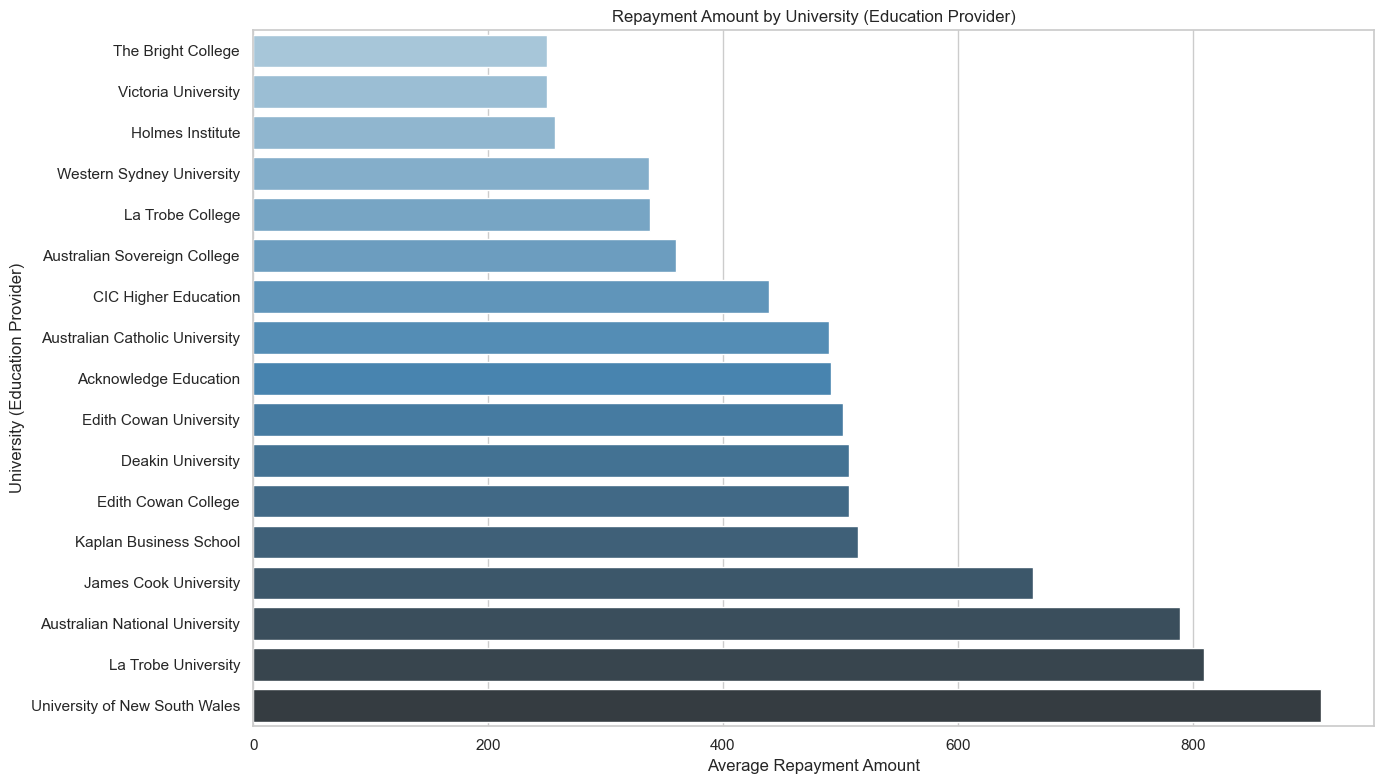 Repayment Amount by University (Education Provider)
University (Education Provider)
The Bright College
Victoria University
Holmes Institute
Western Sydney University
La Trobe College
Australian Sovereign College
CIC Higher Education
Australian Catholic University
Acknowledge Education
Edith Cowan University
Deakin University
Edith Cowan College
Kaplan Business School
James Cook University
Australian National University
La Trobe University
University of New South Wales
0 200 400 600 800
Average Repayment Amount